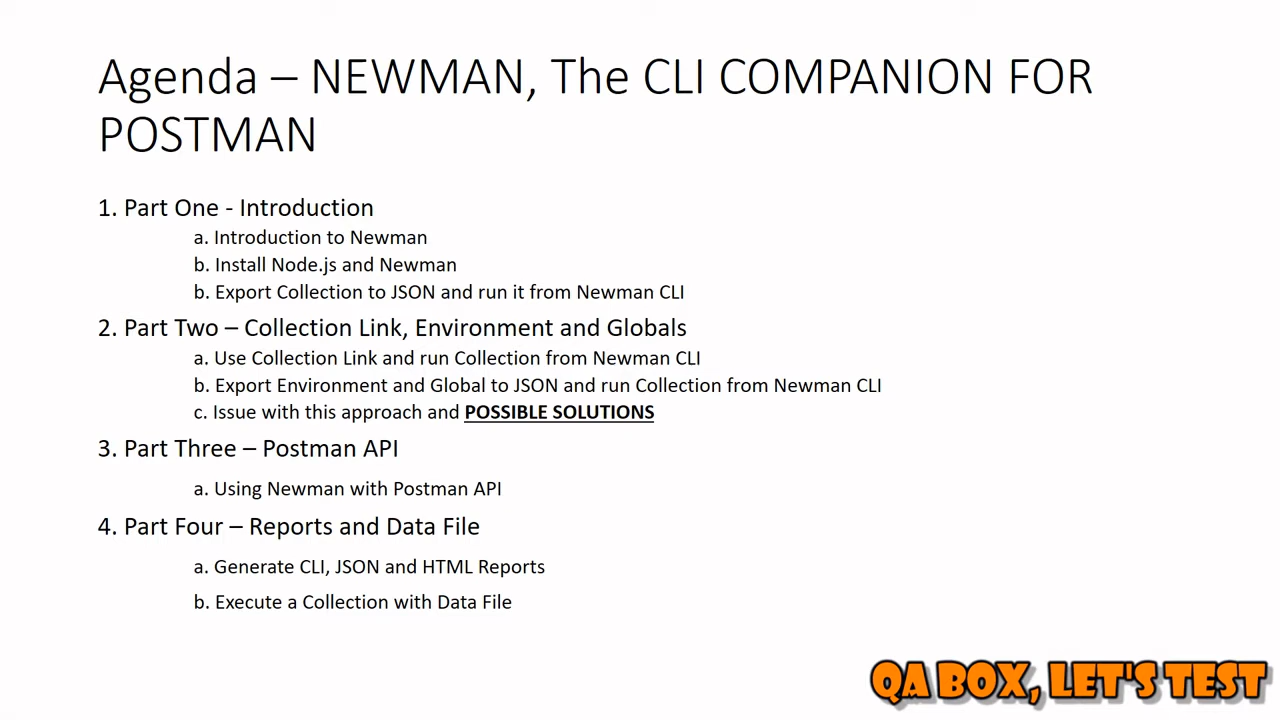 Agenda – NEWMAN, The CLI COMPANION FOR
POSTMAN
1. Part One - Introduction
a. Introduction to Newman
b. Install Node.js and Newman
b. Export Collection to JSON and run it from Newman CLI
2. Part Two – Collection Link, Environment and Globals
a. Use Collection Link and run Collection from Newman CLI
b. Export Environment and Global to JSON and run Collection from Newman CLI
c. Issue with this approach and POSSIBLE SOLUTIONS
3. Part Three – Postman API
a. Using Newman with Postman API
4. Part Four – Reports and Data File
a. Generate CLI, JSON and HTML Reports
b. Execute a Collection with Data File
QA BOX, LET'S TEST